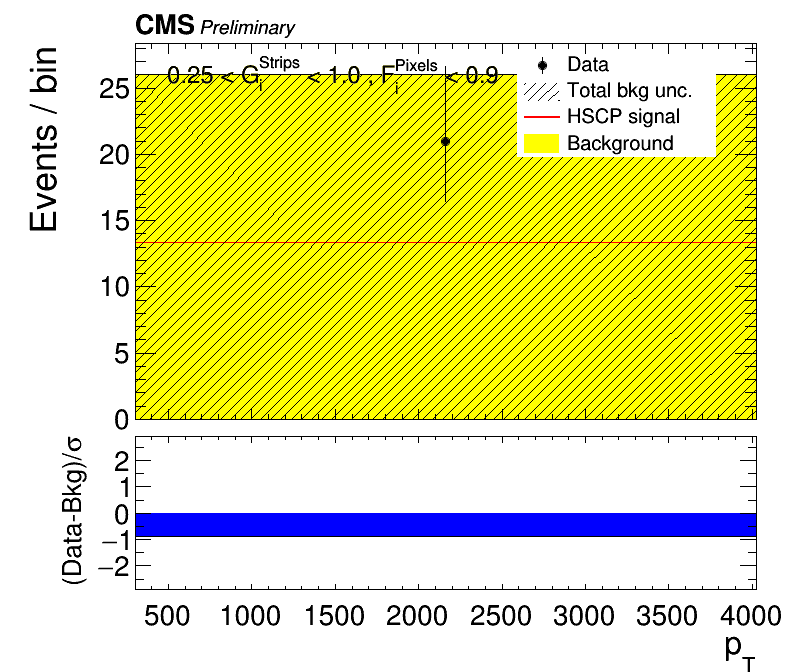 CMS Preliminary
Events / bin
0.25 < G_i^Strips < 1.0 , F_i^Pixels < 0.9
Data
Total bkg unc.
HSCP signal
Background
25
20
15
10
5
0
(Data-Bkg)/σ
2
1
0
−1
−2
500 1000 1500 2000 2500 3000 3500 4000
p_T